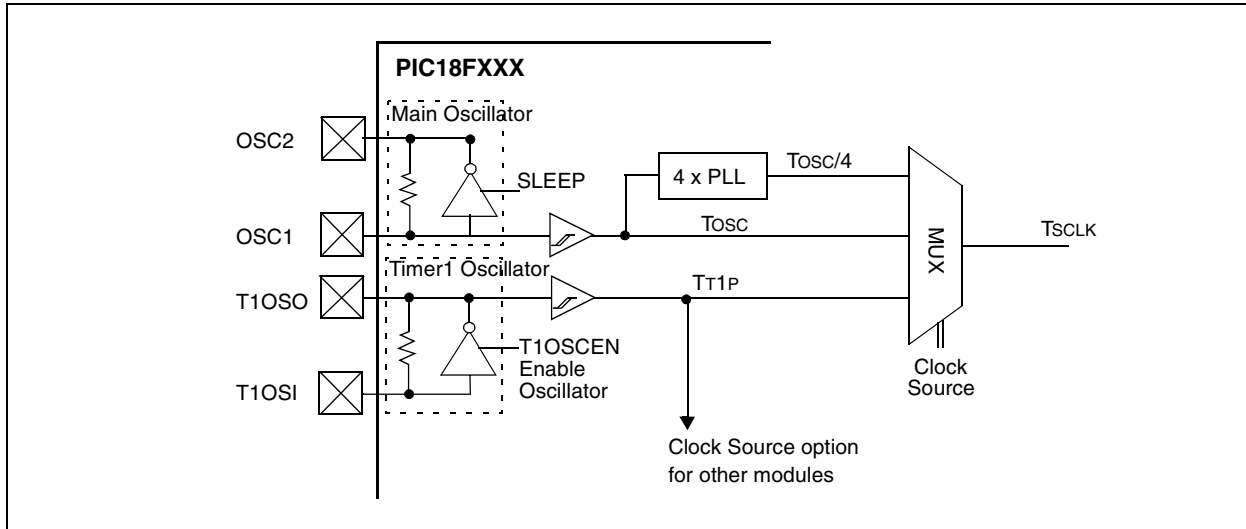 PIC18FXXX
Main Oscillator
OSC2
SLEEP
4 x PLL
TOSC/4
OSC1
TOSC
MUX
TSCLK
Timer1 Oscillator
T1OSO
TT1P
T1OSCEN
Enable
Oscillator
T1OSI
Clock
Source
Clock Source option
for other modules